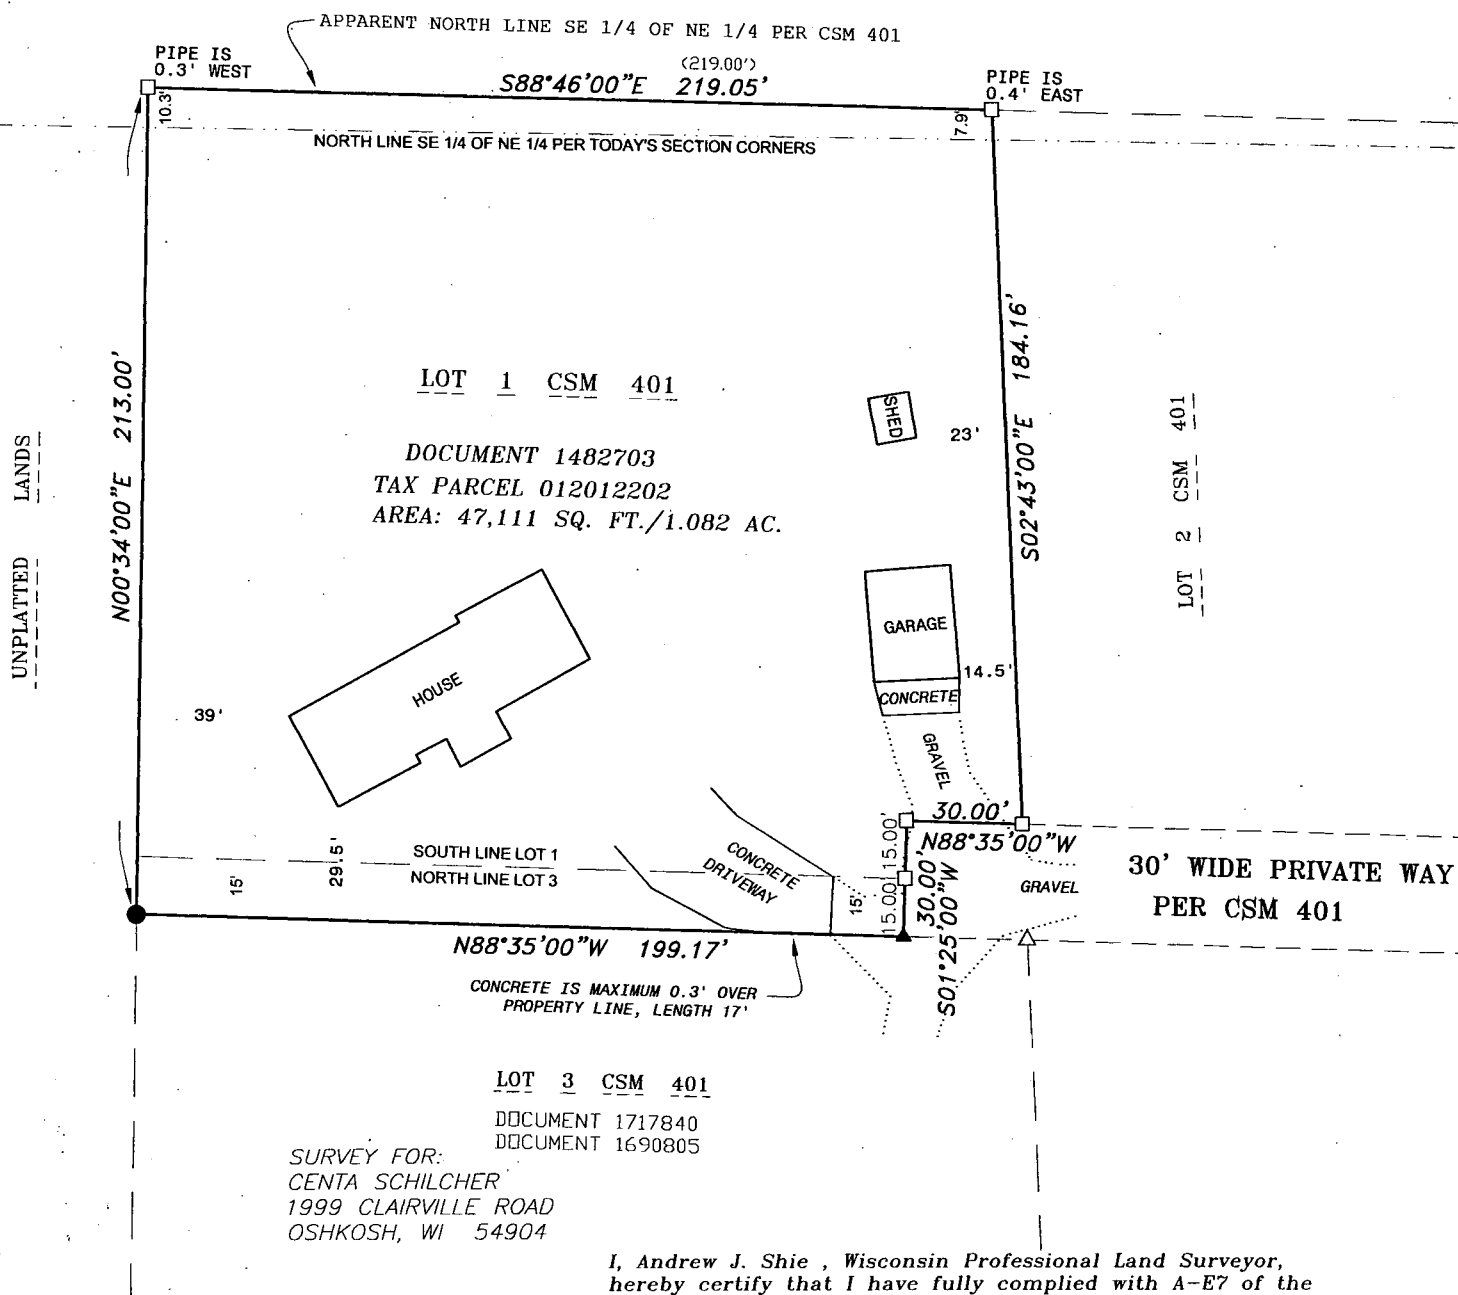 APPARENT NORTH LINE SE 1/4 OF NE 1/4 PER CSM 401
PIPE IS
0.3' WEST
(219.00')
S88°46'00"E 219.05'
PIPE IS
0.4' EAST
10.3'
7.9'
NORTH LINE SE 1/4 OF NE 1/4 PER TODAY'S SECTION CORNERS
UNPLATTED LANDS
N00°34'00"E 213.00'
LOT 1 CSM 401
DOCUMENT 1482703
TAX PARCEL 012012202
AREA: 47,111 SQ. FT./1.082 AC.
SHED
23'
S02°43'00"E 184.16'
LOT 2 CSM 401
GARAGE
14.5'
CONCRETE
HOUSE
39'
GRAVEL
30.00'
N88°35'00"W
SOUTH LINE LOT 1
NORTH LINE LOT 3
15'
29.5'
CONCRETE
DRIVEWAY
15'
15.00'
15.00'
30.00'
S01°25'00"W
GRAVEL
30' WIDE PRIVATE WAY
PER CSM 401
N88°35'00"W 199.17'
CONCRETE IS MAXIMUM 0.3' OVER
PROPERTY LINE, LENGTH 17'
LOT 3 CSM 401
DOCUMENT 1717840
DOCUMENT 1690805
SURVEY FOR:
CENTA SCHILCHER
1999 CLAIRVILLE ROAD
OSHKOSH, WI 54904
I, Andrew J. Shie , Wisconsin Professional Land Surveyor,
hereby certify that I have fully complied with A-E7 of the